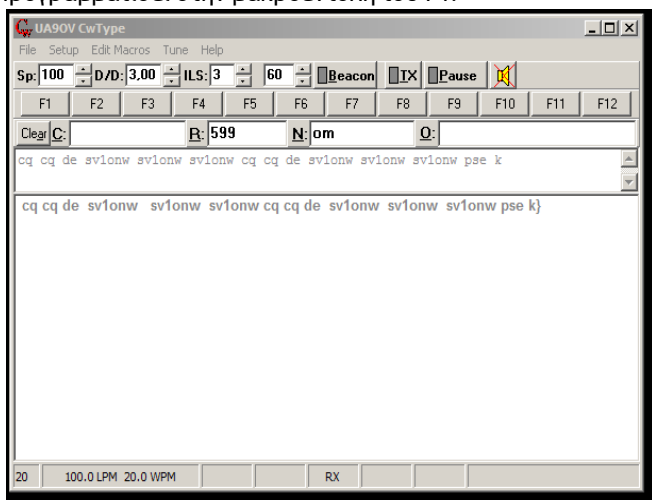 UA9OV CwType
File Setup Edit Macros Tune Help
Sp: 100 D/D: 3,00 ILS: 3 60 Beacon TX Pause
F1 F2 F3 F4 F5 F6 F7 F8 F9 F10 F11 F12
Clear C: R: 599 N: om O:
cq cq de sv1onw sv1onw sv1onw cq cq de sv1onw sv1onw sv1onw pse k
cq cq de sv1onw sv1onw sv1onw cq cq de sv1onw sv1onw sv1onw pse k}
20 100.0 LPM 20.0 WPM RX